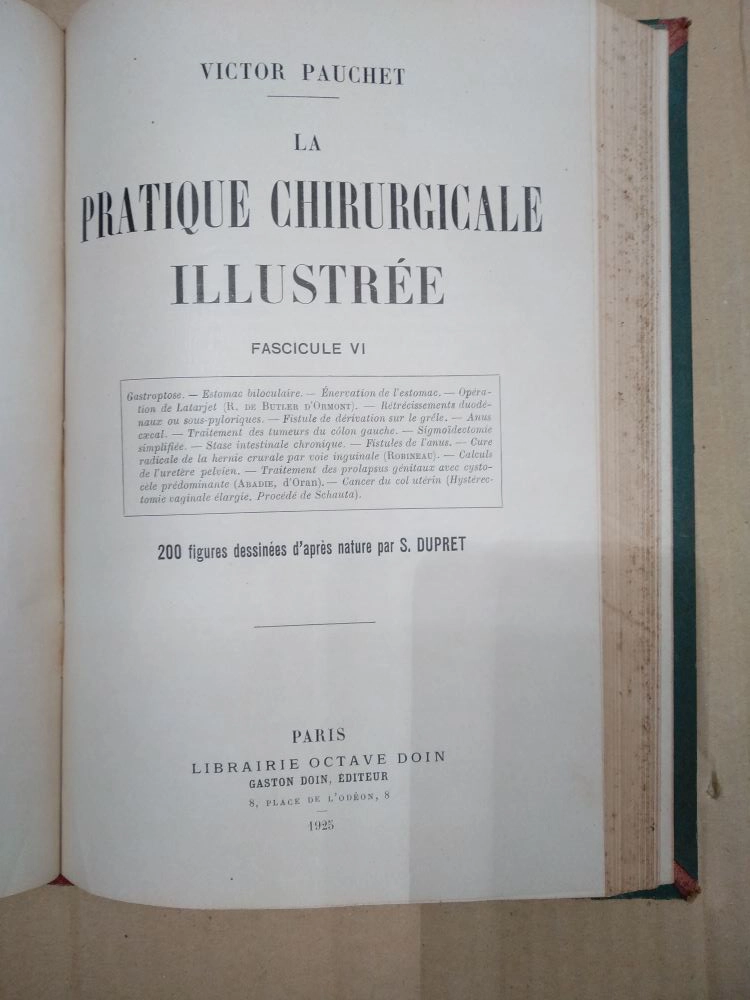 VICTOR PAUCHET
LA
PRATIQUE CHIRURGICALE
ILLUSTRÉE
FASCICULE VI
Gastroptose. — Estomac biloculaire. — Énervation de l'estomac. — Opéra-
tion de Latarjet (R. DE BUTLER D'ORMONT). — Rétrécissements duodé-
naux ou sous-pyloriques. — Fistule de dérivation sur le grêle. — Anus
cæcal. — Traitement des tumeurs du côlon gauche. — Sigmoïdectomie
simplifiée. — Stase intestinale chronique. — Fistules de l'anus. — Cure
radicale de la hernie crurale par voie inguinale (ROBINEAU). — Calculs
de l'uretère pelvien. — Traitement des prolapsus génitaux avec cysto-
cele prédominante (ABADIE, d'Oran). — Cancer du col utérin (Hystérec-
tomie vaginale élargie. Procédé de Schauta).
200 figures dessinées d'après nature par S. DUPRET
PARIS
LIBRAIRIE OCTAVE DOIN
GASTON DOIN, ÉDITEUR
8, PLACE DE L'ODÉON, 8
1925